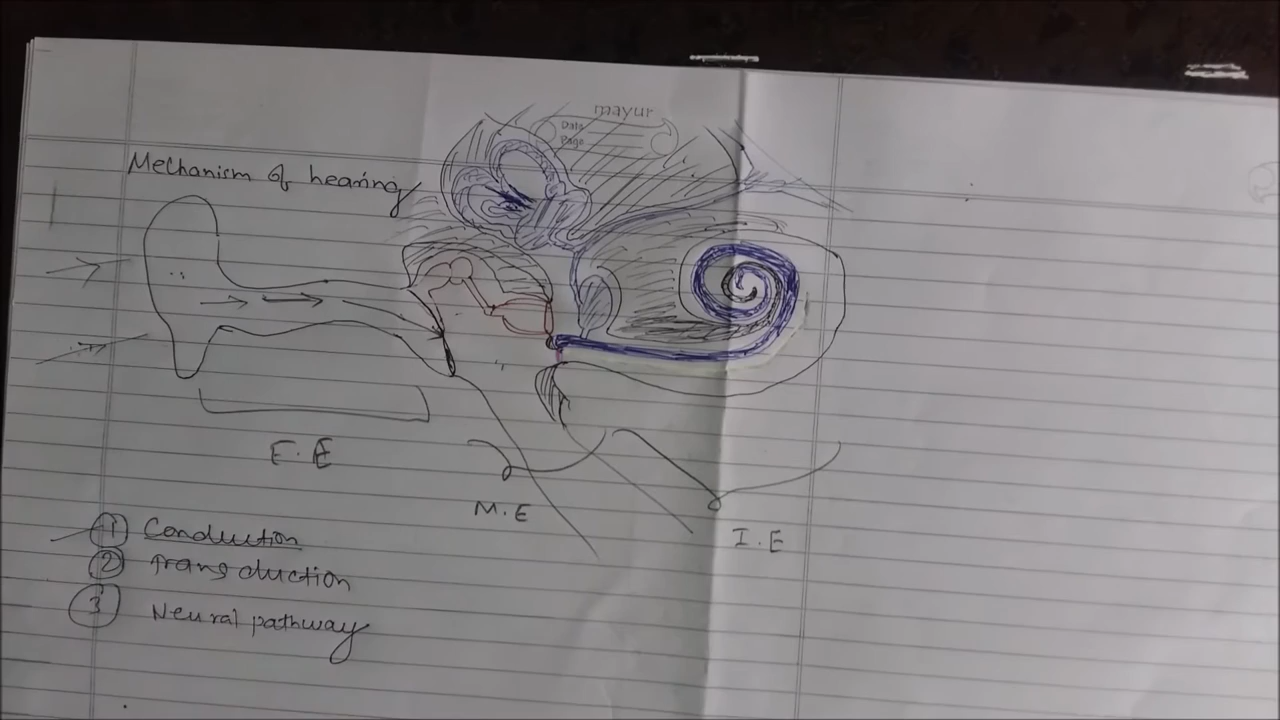 mayur
Date
Page
Mechanism of hearing
E.E
M.E
I.E
1 Conduction
2 Transduction
3 Neural pathway